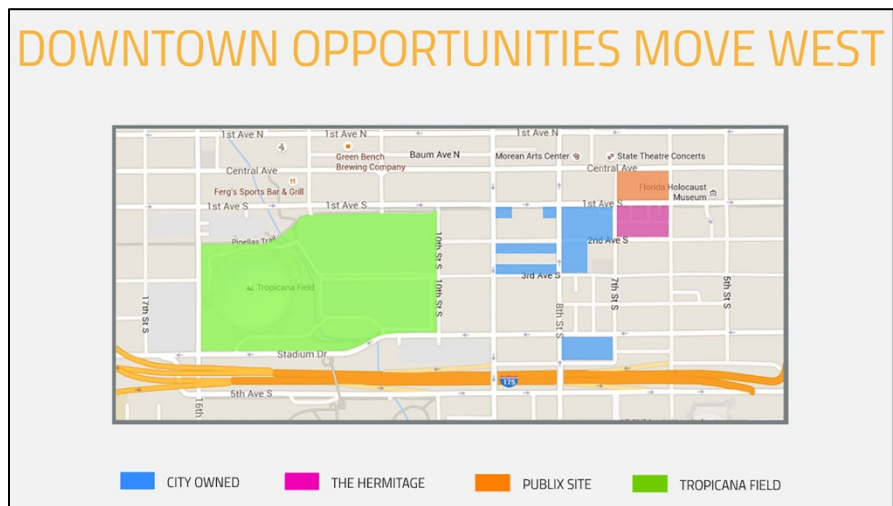 DOWNTOWN OPPORTUNITIES MOVE WEST
1st Ave N
1st Ave N
1st Ave N
Green Bench
Brewing Company
Baum Ave N
Morean Arts Center
State Theatre Concerts
Central Ave
Central Ave
Ferg's Sports Bar & Grill
Florida Holocaust
Museum
1st Ave S
1st Ave S
1st Ave S
Pinellas Trail
2nd Ave S
10th St S
10th St S
3rd Ave S
Tropicana Field
17th St S
8th St S
7th St S
5th St S
Stadium Dr
175
5th Ave S
16th
CITY OWNED
THE HERMITAGE
PUBLIX SITE
TROPICANA FIELD